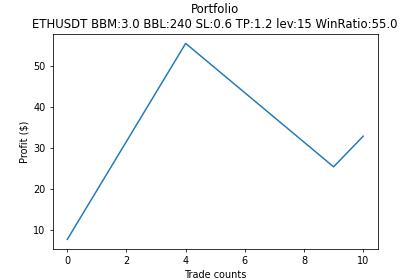 Portfolio
ETHUSDT BBM:3.0 BBL:240 SL:0.6 TP:1.2 lev:15 WinRatio:55.0
50
40
30
20
10
Profit ($)
0 2 4 6 8 10
Trade counts